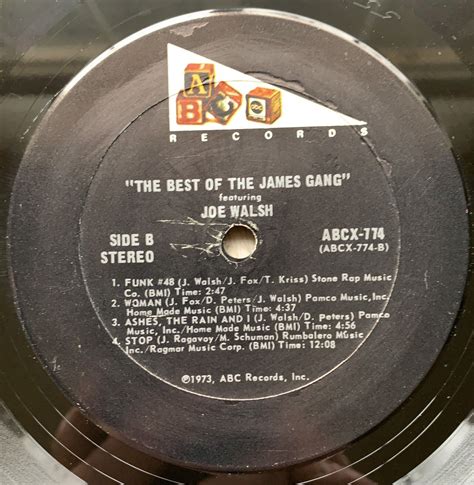 A
B C abc
RECORDS
"THE BEST OF THE JAMES GANG"
featuring
JOE WALSH
SIDE B
STEREO
ABCX-774
(ABCX-774-B)
1. FUNK #48 (J. Walsh/J. Fox/T. Kriss) Stone Rap Music
Co. (BMI) Time: 2:47
2. WOMAN (J. Fox/D. Peters/J. Walsh) Pamco Music, Inc.
Home Made Music (BMI) Time: 4:37
3. ASHES, THE RAIN AND I (J. Walsh/D. Peters) Pamco
Music, Inc./Home Made Music (BMI) Time: 4:56
4. STOP (J. Ragavoy/M. Schuman) Rumbalero Music
Inc./Ragmar Music Corp. (BMI) Time: 12:08
℗1973, ABC Records, Inc.